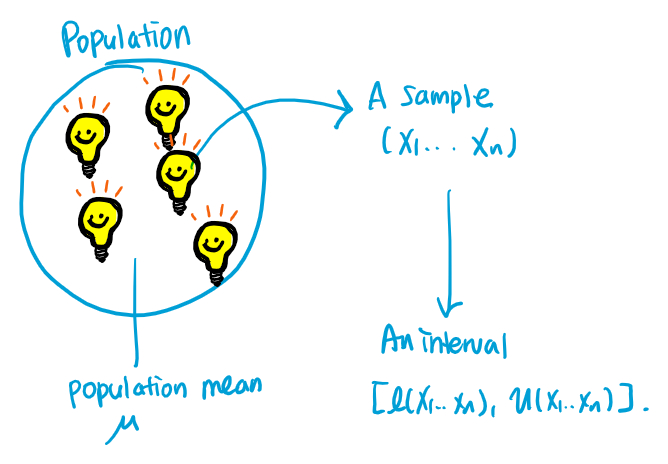 Population
A sample
(X₁... Xₙ)
An interval
[l(X₁..Xₙ), u(X₁..Xₙ)].
population mean
μ